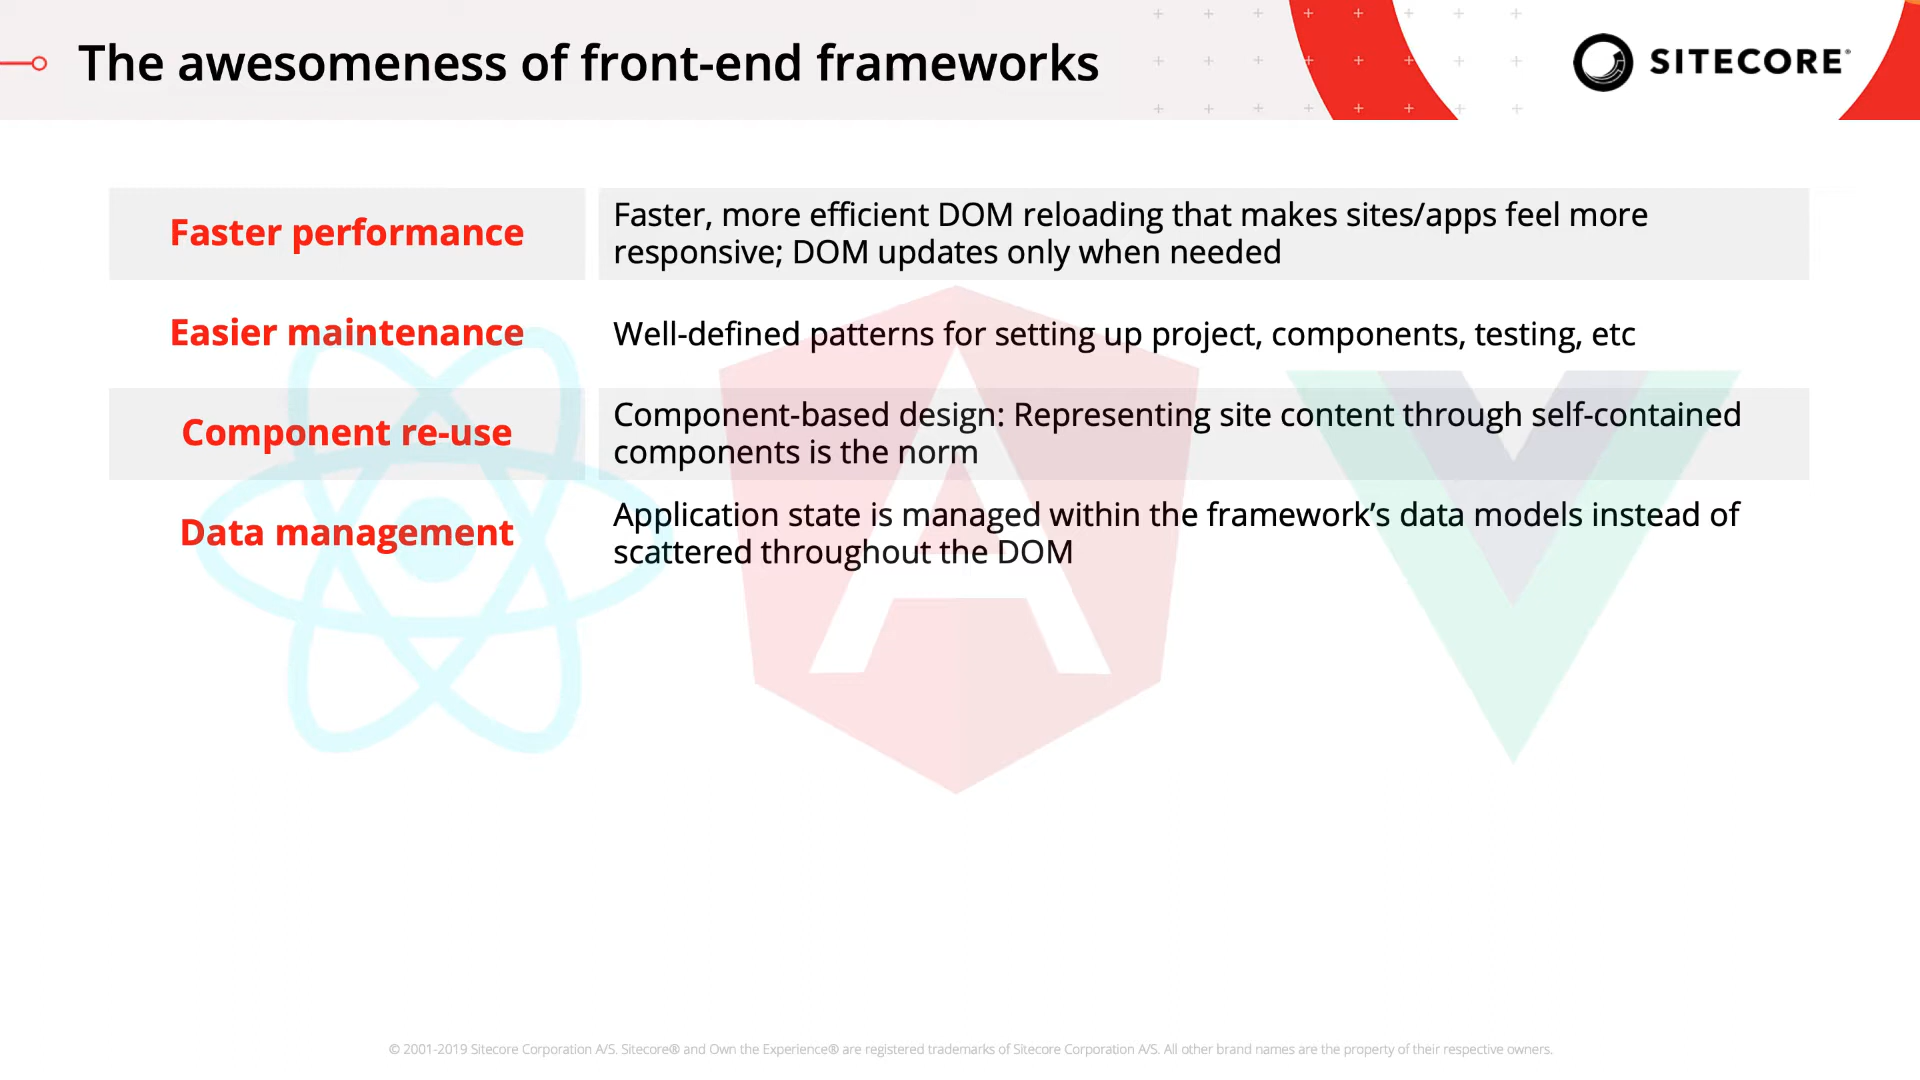 The awesomeness of front-end frameworks
SITECORE®
Faster performance
Faster, more efficient DOM reloading that makes sites/apps feel more
responsive; DOM updates only when needed
Easier maintenance
Well-defined patterns for setting up project, components, testing, etc
Component re-use
Component-based design: Representing site content through self-contained
components is the norm
Data management
Application state is managed within the framework’s data models instead of
scattered throughout the DOM
© 2001-2019 Sitecore Corporation A/S. Sitecore® and Own the Experience® are registered trademarks of Sitecore Corporation A/S. All other brand names are the property of their respective owners.